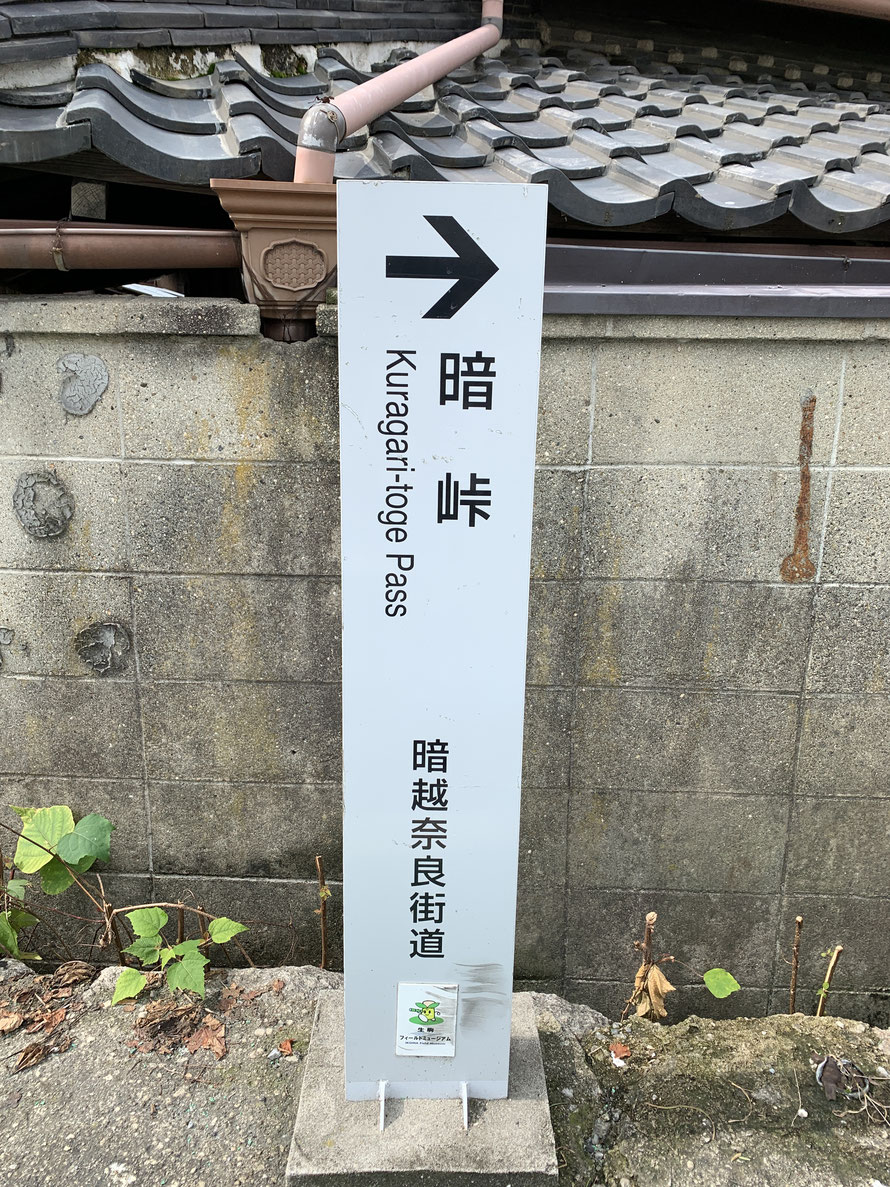 暗峠
Kuragari-toge Pass
暗越奈良街道
生駒
フィールドミュージアム